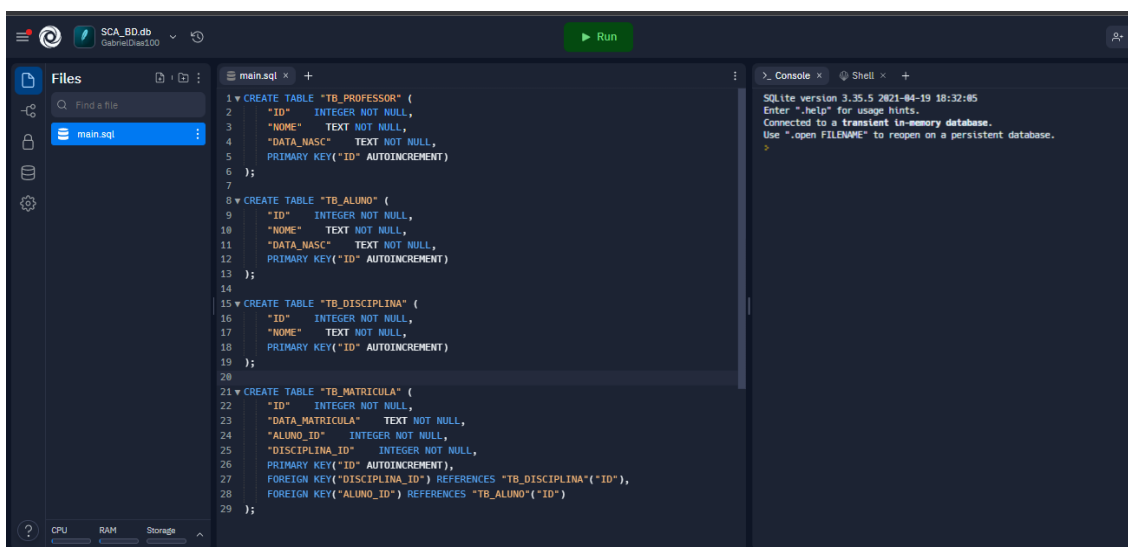 SCA_BD.db
GabrielDias100
Run
Files
Find a file
main.sql
CPU
RAM
Storage
main.sql × +
1 CREATE TABLE "TB_PROFESSOR" (
2 "ID" INTEGER NOT NULL,
3 "NOME" TEXT NOT NULL,
4 "DATA_NASC" TEXT NOT NULL,
5 PRIMARY KEY("ID" AUTOINCREMENT)
6 );
7
8 CREATE TABLE "TB_ALUNO" (
9 "ID" INTEGER NOT NULL,
10 "NOME" TEXT NOT NULL,
11 "DATA_NASC" TEXT NOT NULL,
12 PRIMARY KEY("ID" AUTOINCREMENT)
13 );
14
15 CREATE TABLE "TB_DISCIPLINA" (
16 "ID" INTEGER NOT NULL,
17 "NOME" TEXT NOT NULL,
18 PRIMARY KEY("ID" AUTOINCREMENT)
19 );
20
21 CREATE TABLE "TB_MATRICULA" (
22 "ID" INTEGER NOT NULL,
23 "DATA_MATRICULA" TEXT NOT NULL,
24 "ALUNO_ID" INTEGER NOT NULL,
25 "DISCIPLINA_ID" INTEGER NOT NULL,
26 PRIMARY KEY("ID" AUTOINCREMENT),
27 FOREIGN KEY("DISCIPLINA_ID") REFERENCES "TB_DISCIPLINA"("ID"),
28 FOREIGN KEY("ALUNO_ID") REFERENCES "TB_ALUNO"("ID")
29 );
>_ Console × Shell × +
SQLite version 3.35.5 2021-04-19 18:32:05
Enter ".help" for usage hints.
Connected to a transient in-memory database.
Use ".open FILENAME" to reopen on a persistent database.
>